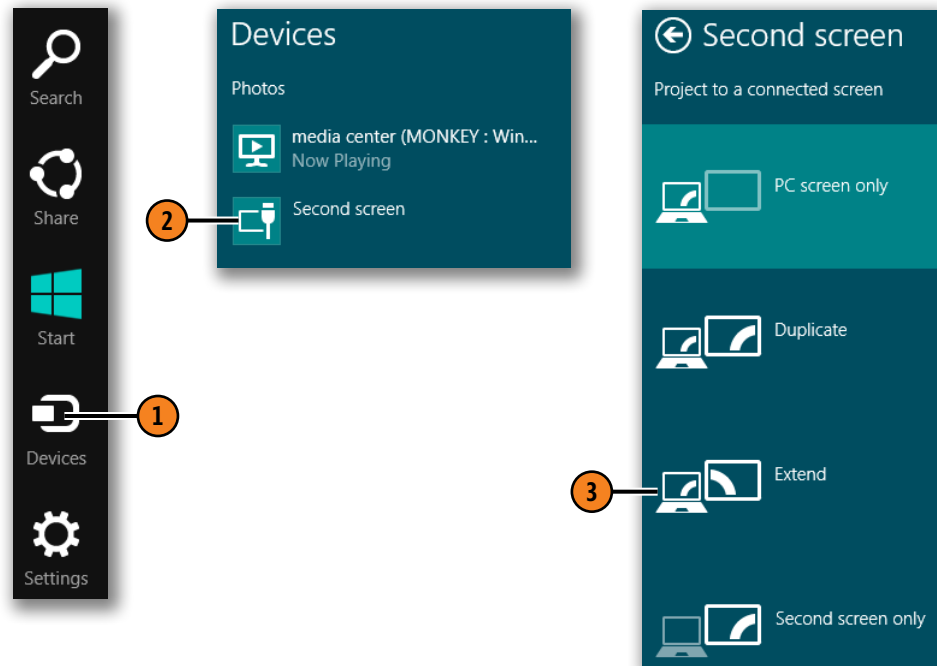 Search
Share
Start
Devices
Settings
1
Devices
Photos
media center (MONKEY : Win...
Now Playing
Second screen
2
Second screen
Project to a connected screen
PC screen only
Duplicate
Extend
3
Second screen only